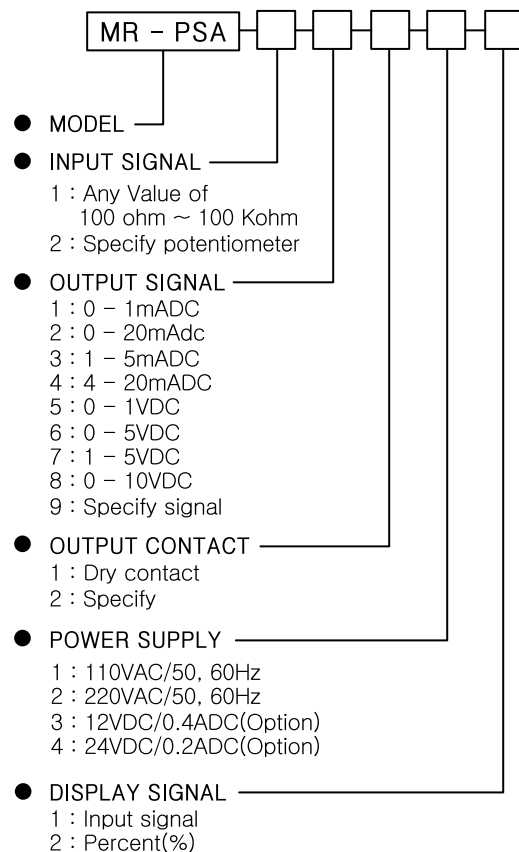 MR - PSA
● MODEL
● INPUT SIGNAL
1 : Any Value of
100 ohm ~ 100 Kohm
2 : Specify potentiometer
● OUTPUT SIGNAL
1 : 0 - 1mADC
2 : 0 - 20mAdc
3 : 1 - 5mADC
4 : 4 - 20mADC
5 : 0 - 1VDC
6 : 0 - 5VDC
7 : 1 - 5VDC
8 : 0 - 10VDC
9 : Specify signal
● OUTPUT CONTACT
1 : Dry contact
2 : Specify
● POWER SUPPLY
1 : 110VAC/50, 60Hz
2 : 220VAC/50, 60Hz
3 : 12VDC/0.4ADC(Option)
4 : 24VDC/0.2ADC(Option)
● DISPLAY SIGNAL
1 : Input signal
2 : Percent(%)